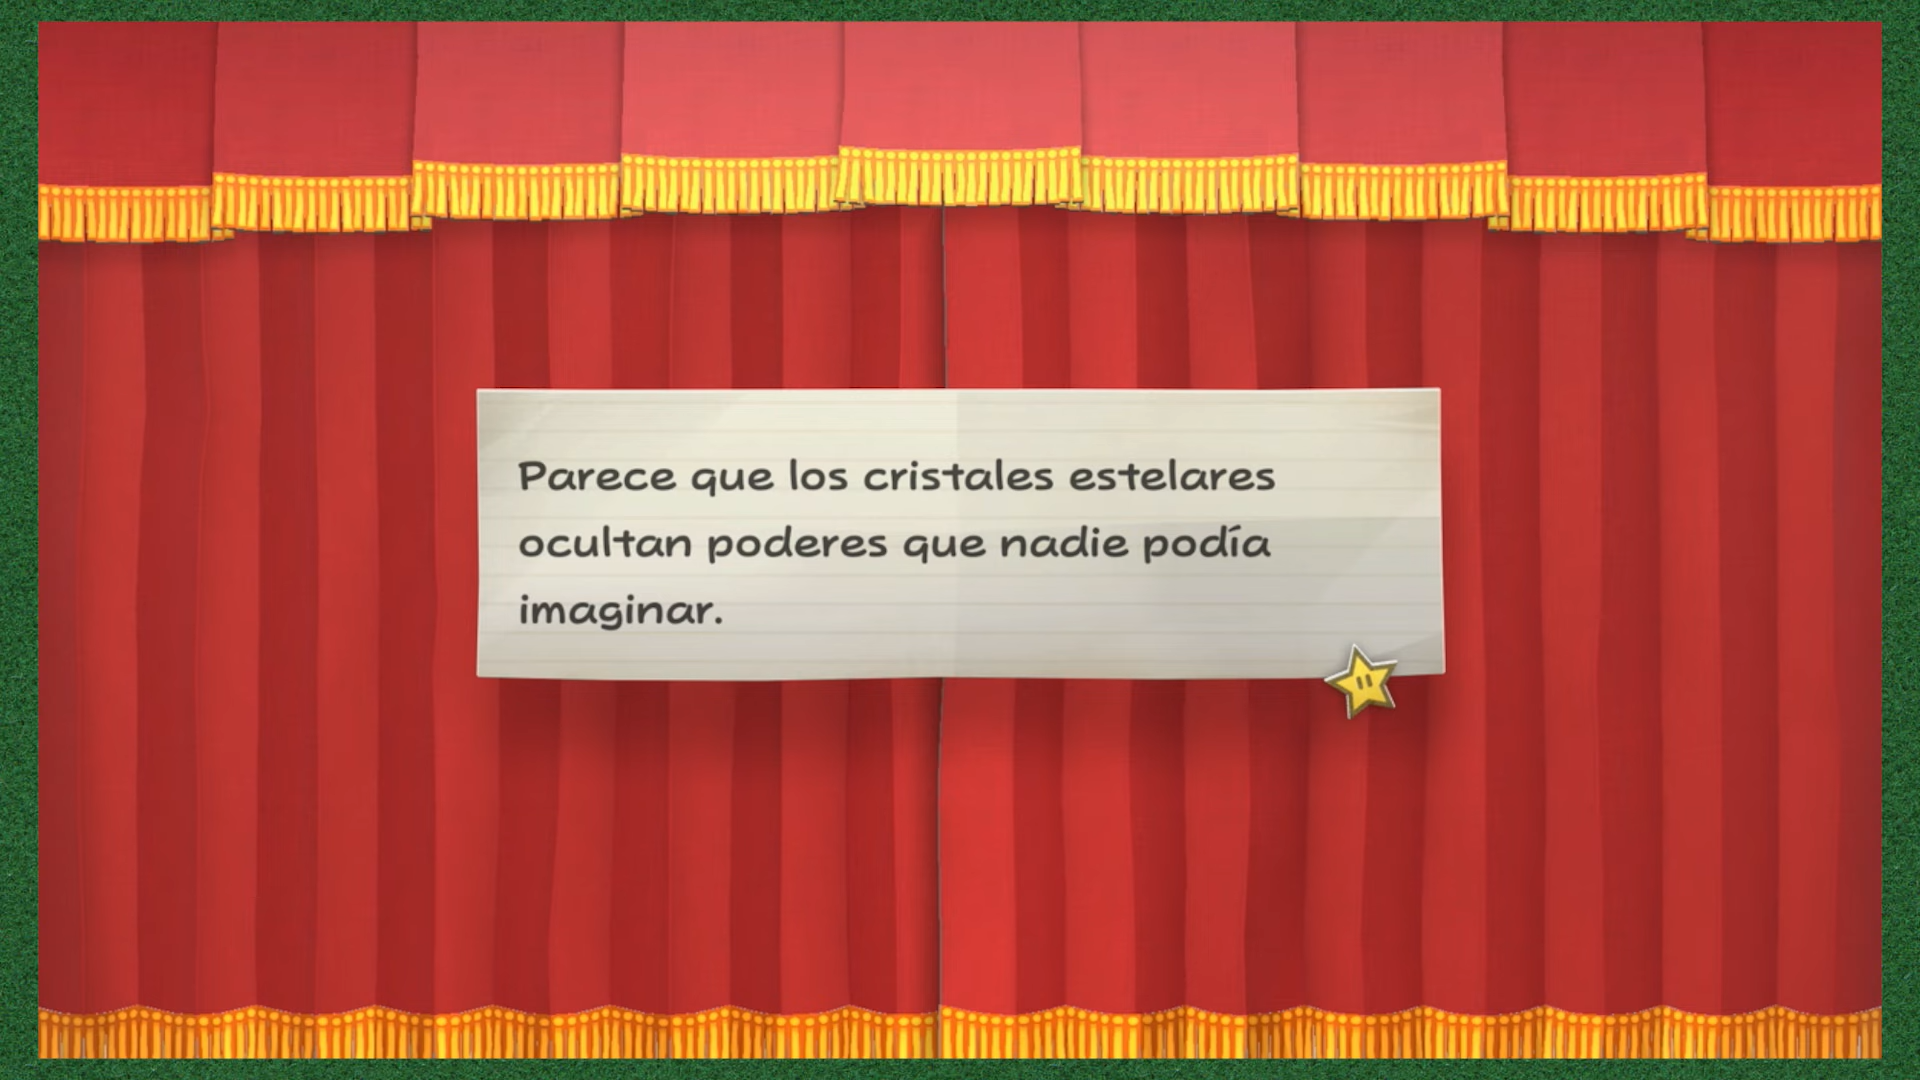 Parece que los cristales estelares
ocultan poderes que nadie podía
imaginar.